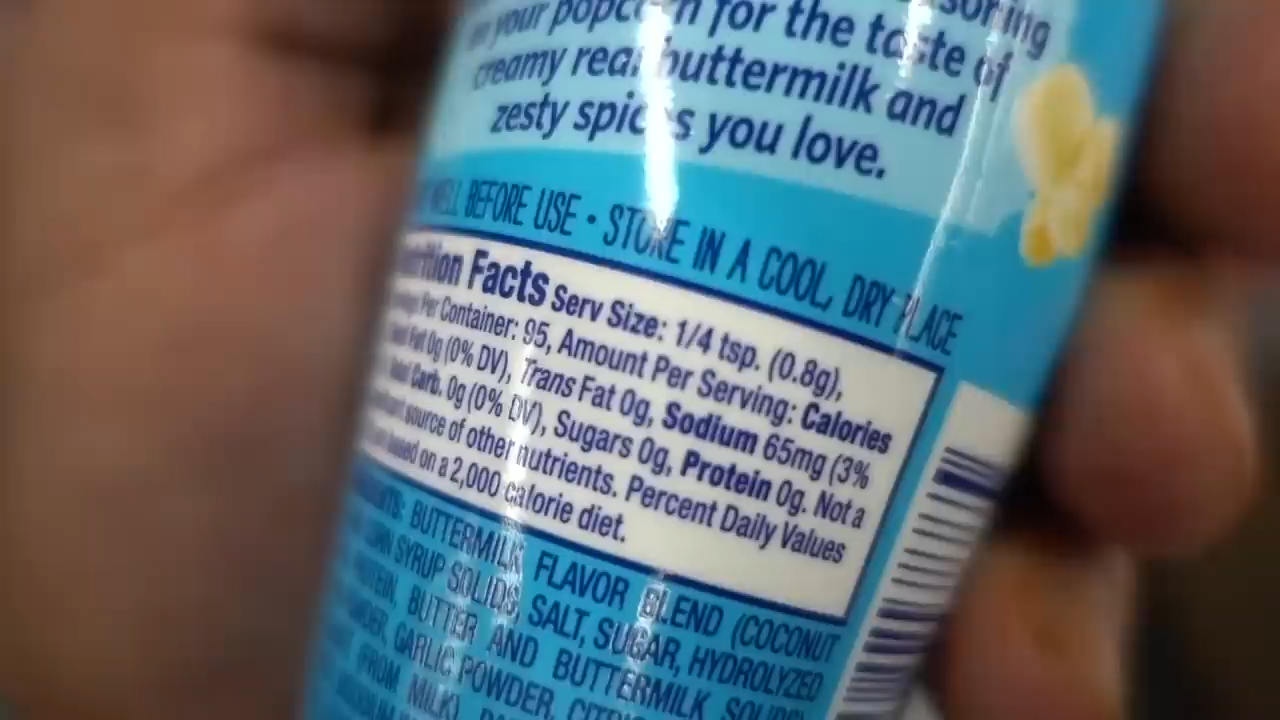 your popcorn for the taste of
creamy real buttermilk and
zesty spices you love.
WELL BEFORE USE • STORE IN A COOL, DRY PLACE
Nutrition Facts Serv Size: 1/4 tsp. (0.8g),
Per Container: 95, Amount Per Serving: Calories
Fat 0g (0% DV), Trans Fat 0g, Sodium 65mg (3%
Carb. 0g (0% DV), Sugars 0g, Protein 0g. Not a
source of other nutrients. Percent Daily Values
based on a 2,000 calorie diet.
BUTTERMILK FLAVOR BLEND (COCONUT
CORN SYRUP SOLIDS, SALT, SUGAR, HYDROLYZED
BUTTER AND BUTTERMILK SOLIDS,
GARLIC POWDER,
(FROM MILK),